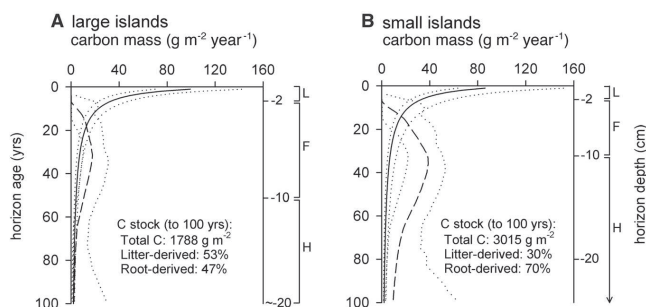 A large islands
carbon mass (g m⁻² year⁻¹)
0 40 80 120 160
0
20
40
60
80
100
horizon age (yrs)
-2
-10
~-20
L
F
H
C stock (to 100 yrs):
Total C: 1788 g m⁻²
Litter-derived: 53%
Root-derived: 47%
B small islands
carbon mass (g m⁻² year⁻¹)
0 40 80 120 160
0
20
40
60
80
100
-2
-10
-20
L
F
H
horizon depth (cm)
C stock (to 100 yrs):
Total C: 3015 g m⁻²
Litter-derived: 30%
Root-derived: 70%